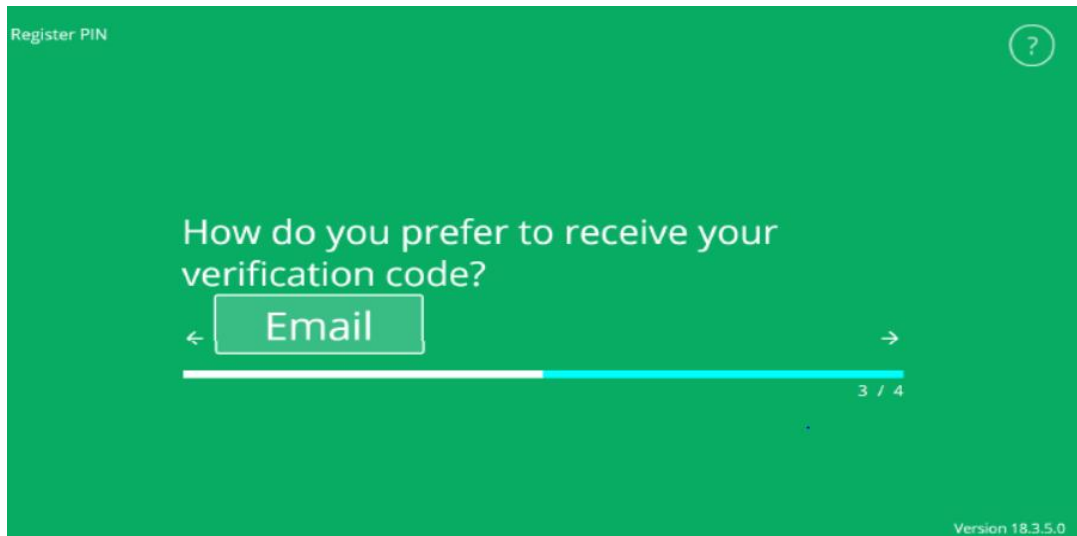 Register PIN
?
How do you prefer to receive your
verification code?
← Email →
3 / 4
Version 18.3.5.0